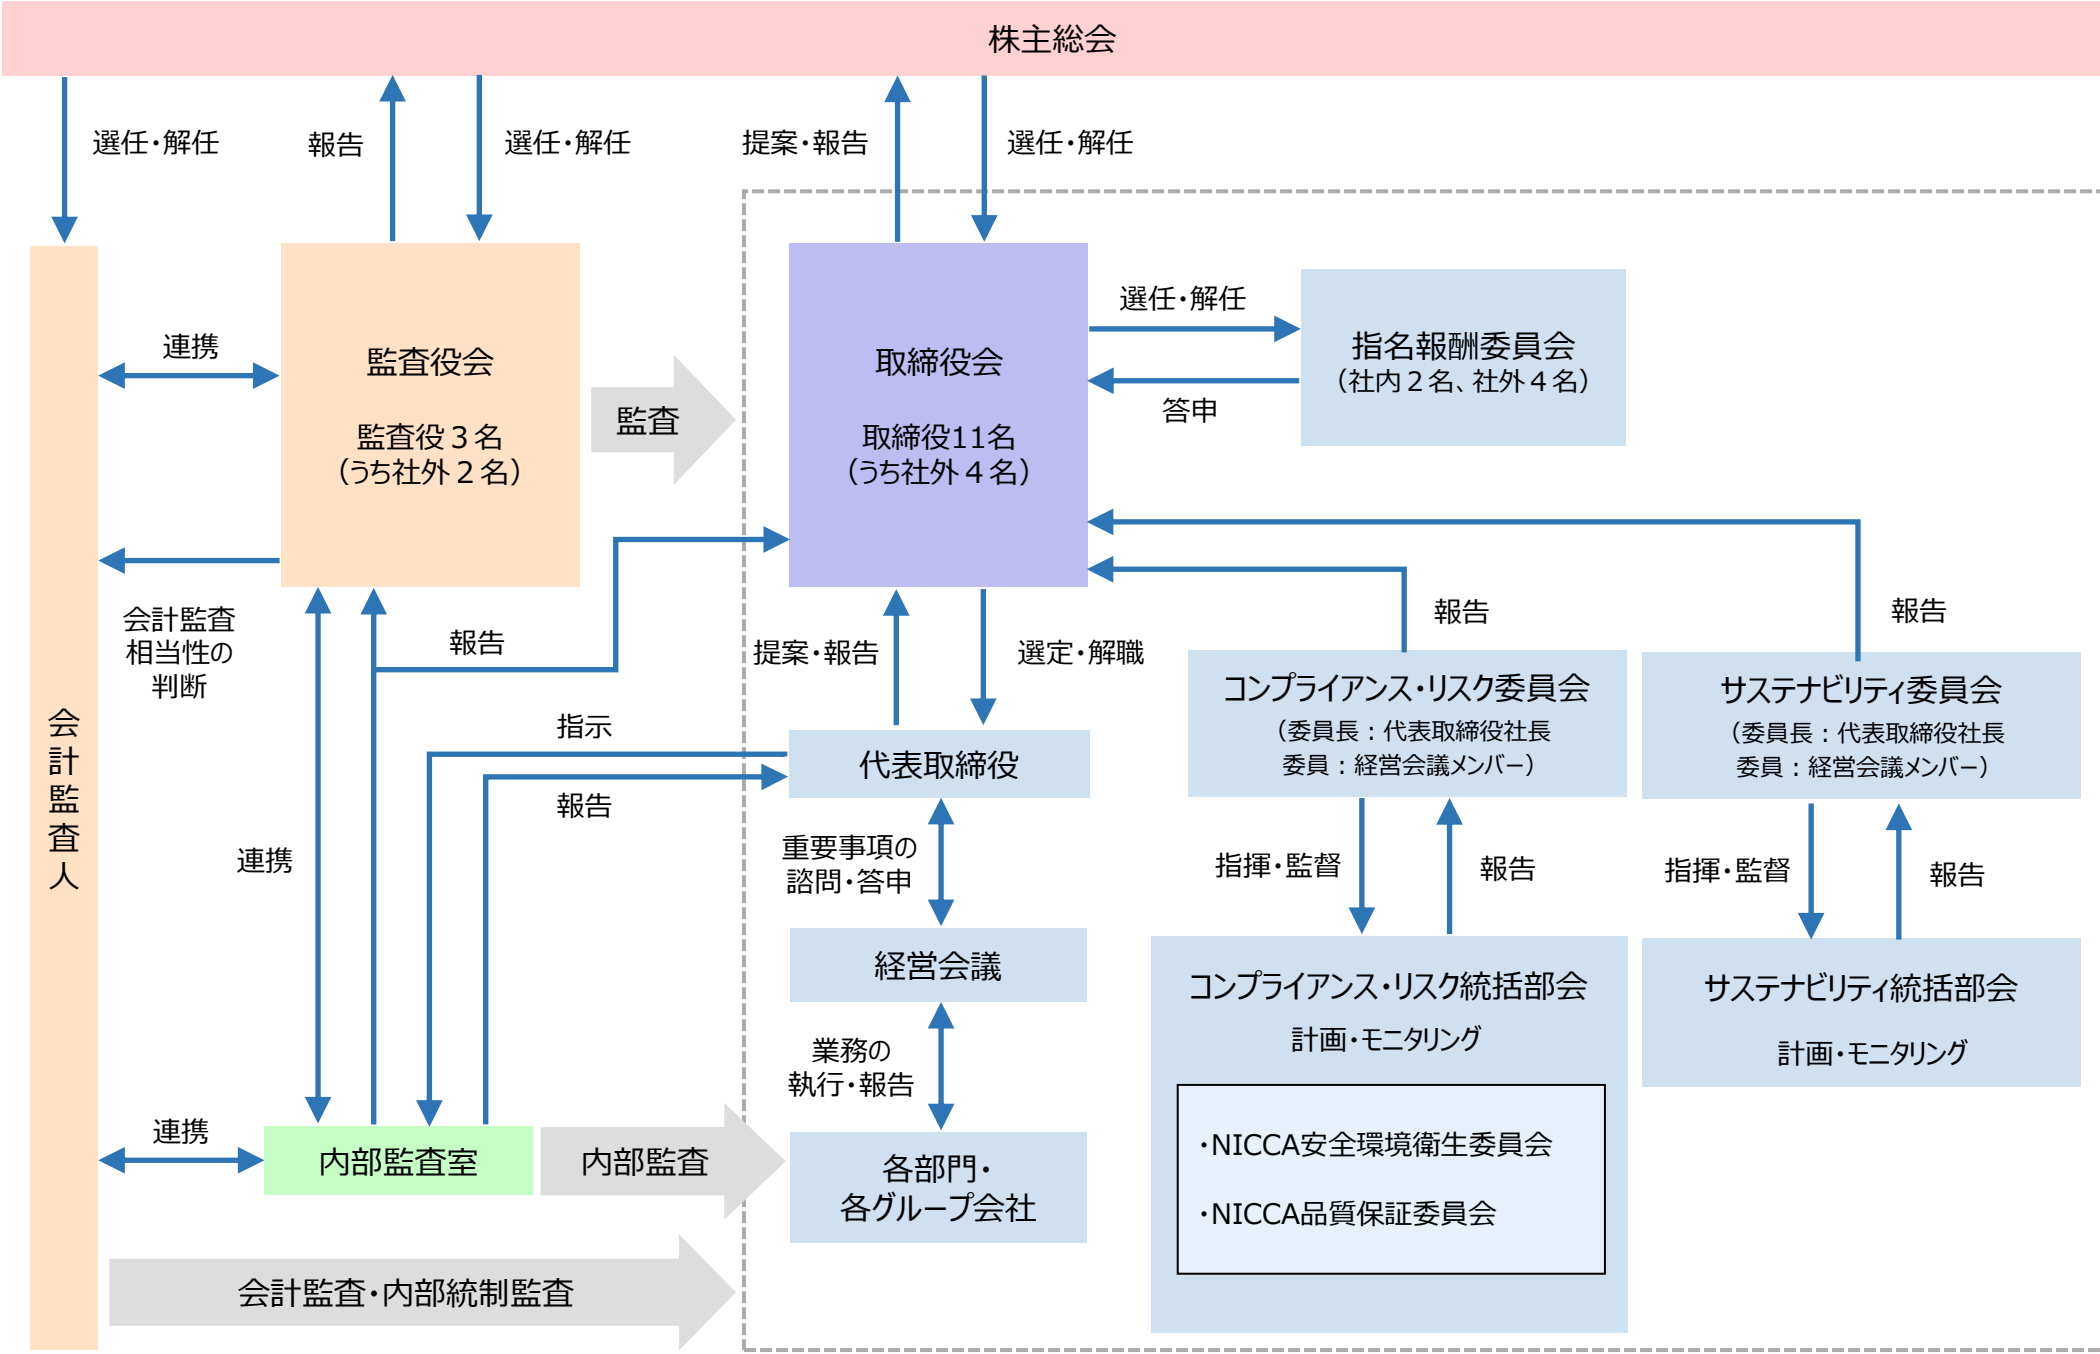 株主総会
選任・解任
報告
選任・解任
提案・報告
選任・解任
会計監査人
連携
監査役会
監査役３名
（うち社外２名）
監査
取締役会
取締役11名
（うち社外４名）
選任・解任
答申
指名報酬委員会
（社内２名、社外４名）
会計監査
相当性の
判断
報告
提案・報告
選定・解職
報告
報告
指示
報告
代表取締役
コンプライアンス・リスク委員会
（委員長：代表取締役社長
委員：経営会議メンバー）
サステナビリティ委員会
（委員長：代表取締役社長
委員：経営会議メンバー）
連携
重要事項の
諮問・答申
指揮・監督
報告
指揮・監督
報告
経営会議
業務の
執行・報告
コンプライアンス・リスク統括部会
計画・モニタリング
・NICCA安全環境衛生委員会
・NICCA品質保証委員会
サステナビリティ統括部会
計画・モニタリング
連携
内部監査室
内部監査
各部門・
各グループ会社
会計監査・内部統制監査